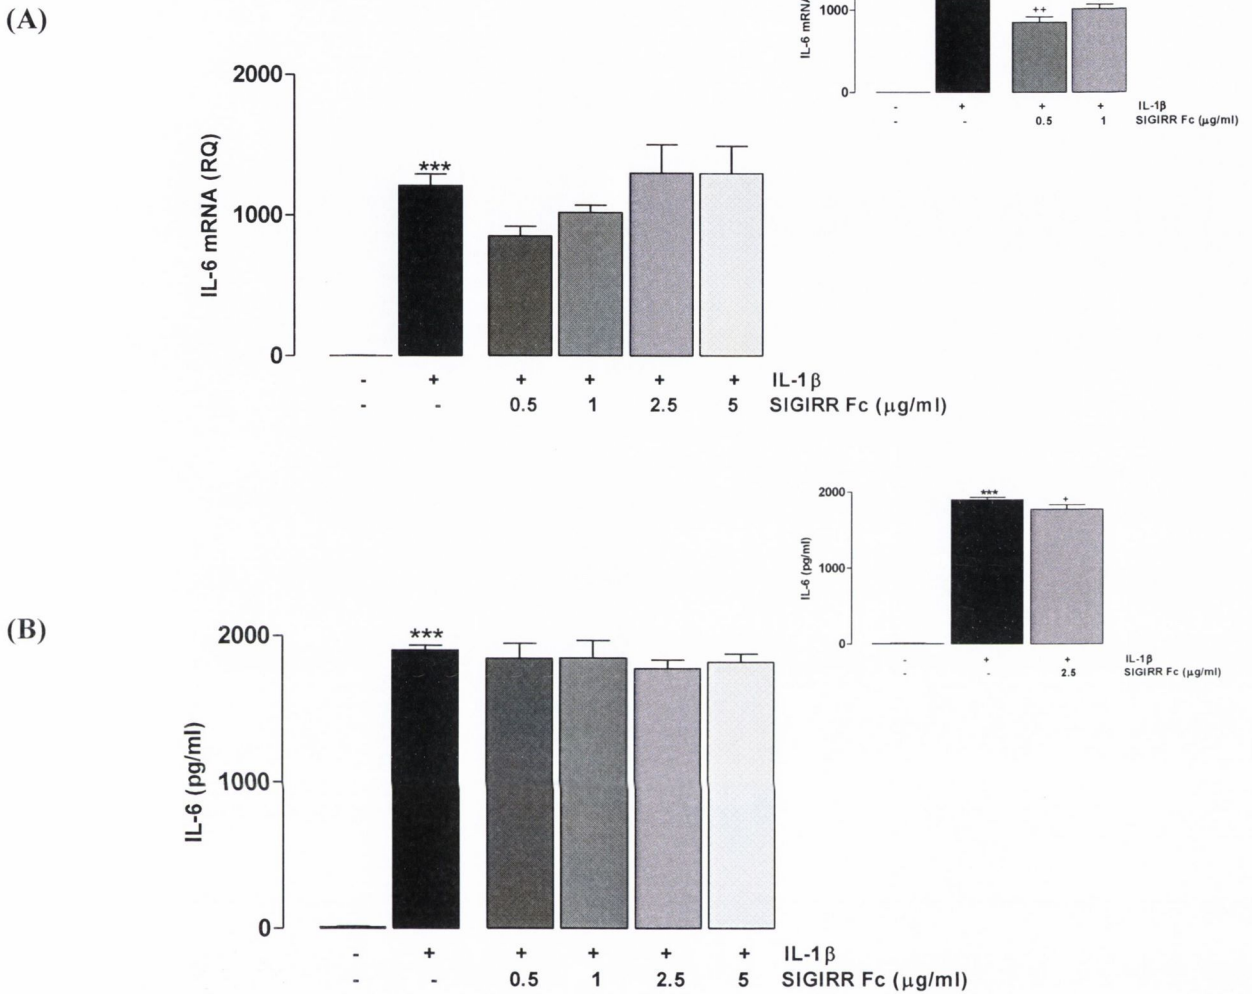 (A)
IL-6 mRNA (RQ)
2000
1000
0
***
- + + + + + IL-1β
- - 0.5 1 2.5 5 SIGIRR Fc (μg/ml)
IL-6 mRNA
1000
0
++
- + + + IL-1β
- - 0.5 1 SIGIRR Fc (μg/ml)
(B)
IL-6 (pg/ml)
2000
1000
0
***
- + + + + + IL-1β
- - 0.5 1 2.5 5 SIGIRR Fc (μg/ml)
IL-6 (pg/ml)
2000
1000
0
*** +
- + + IL-1β
- - 2.5 SIGIRR Fc (μg/ml)